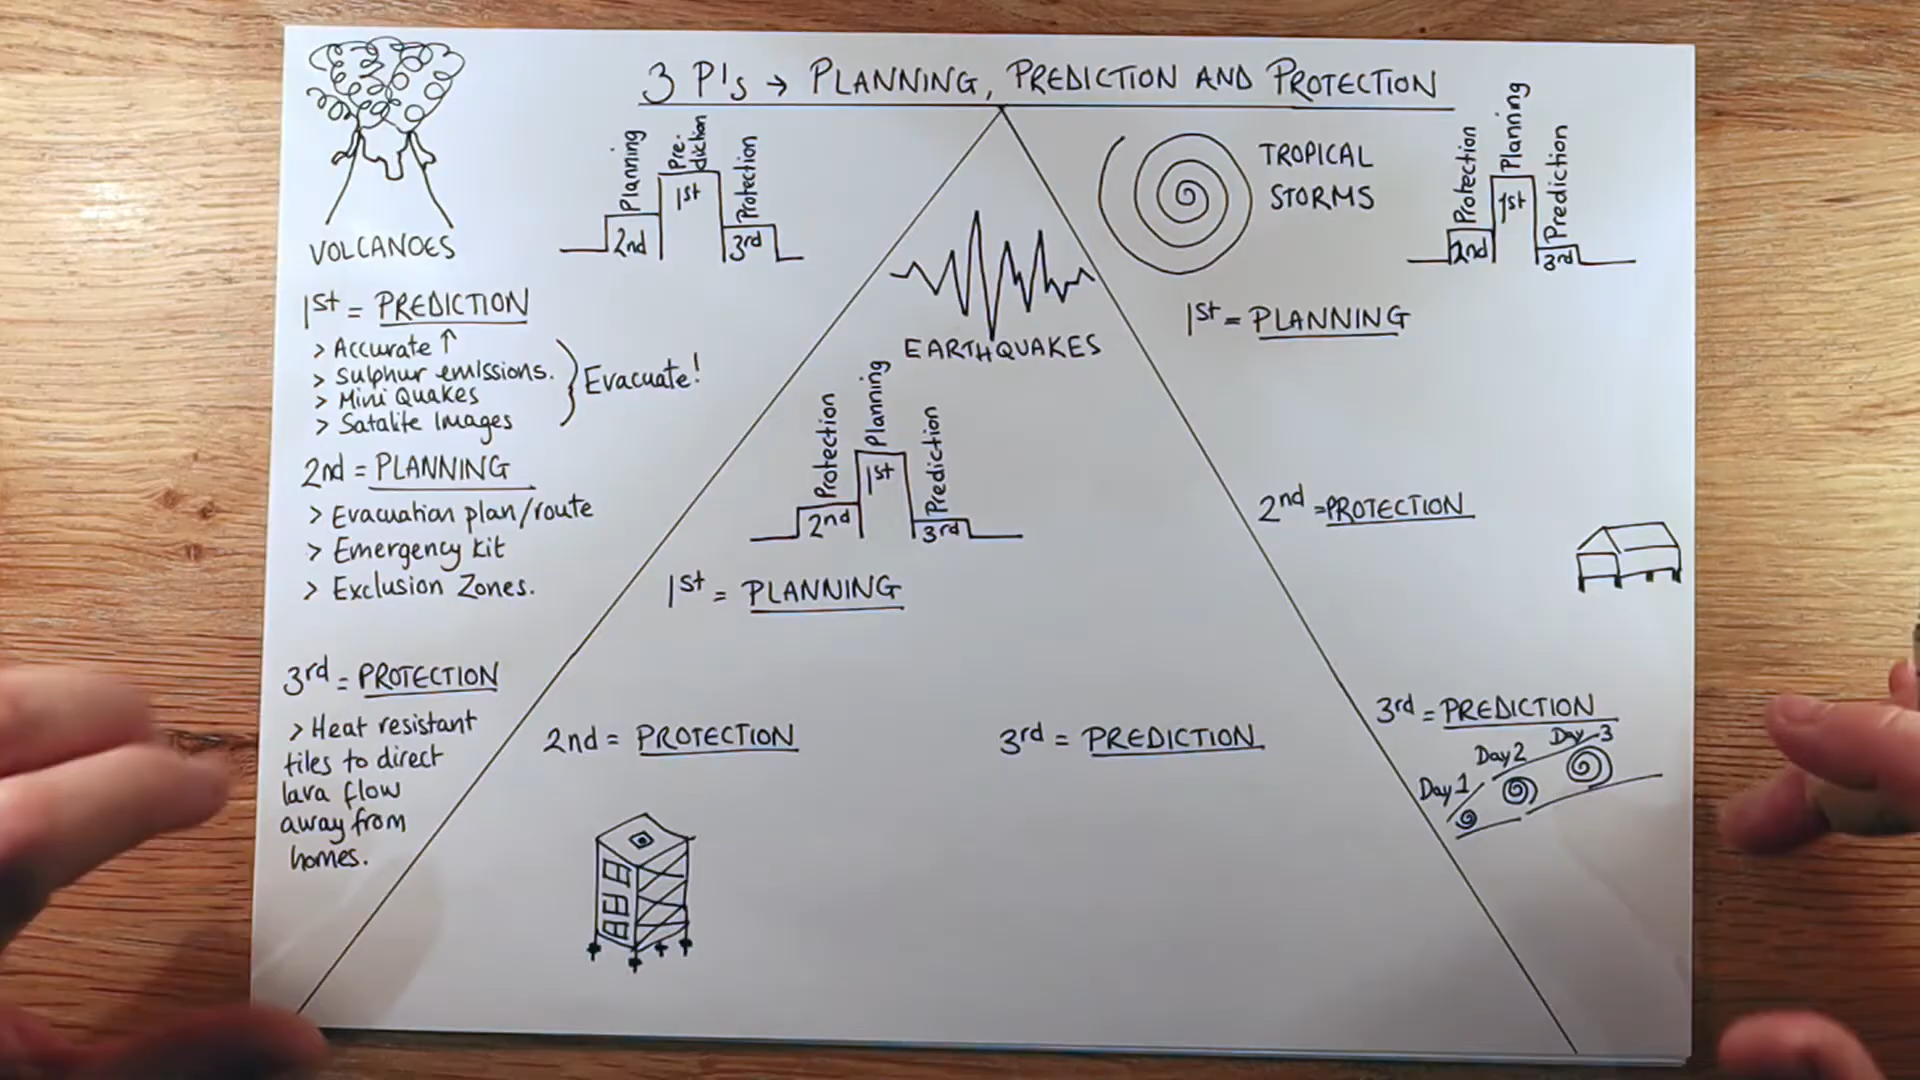 3 P's → PLANNING, PREDICTION AND PROTECTION
VOLCANOES
Planning
Pre-
diction
Protection
2nd
1st
3rd
1st = PREDICTION
> Accurate ↑
> Sulphur emissions.
> Mini Quakes
> Satalite Images
Evacuate!
2nd = PLANNING
> Evacuation plan/route
> Emergency kit
> Exclusion Zones.
3rd = PROTECTION
> Heat resistant
tiles to direct
lava flow
away from
homes.
EARTHQUAKES
Protection
Planning
Prediction
2nd
1st
3rd
1st = PLANNING
2nd = PROTECTION
3rd = PREDICTION
TROPICAL
STORMS
Protection
Planning
Prediction
2nd
1st
3rd
1st = PLANNING
2nd = PROTECTION
3rd = PREDICTION
Day 1
Day 2
Day 3